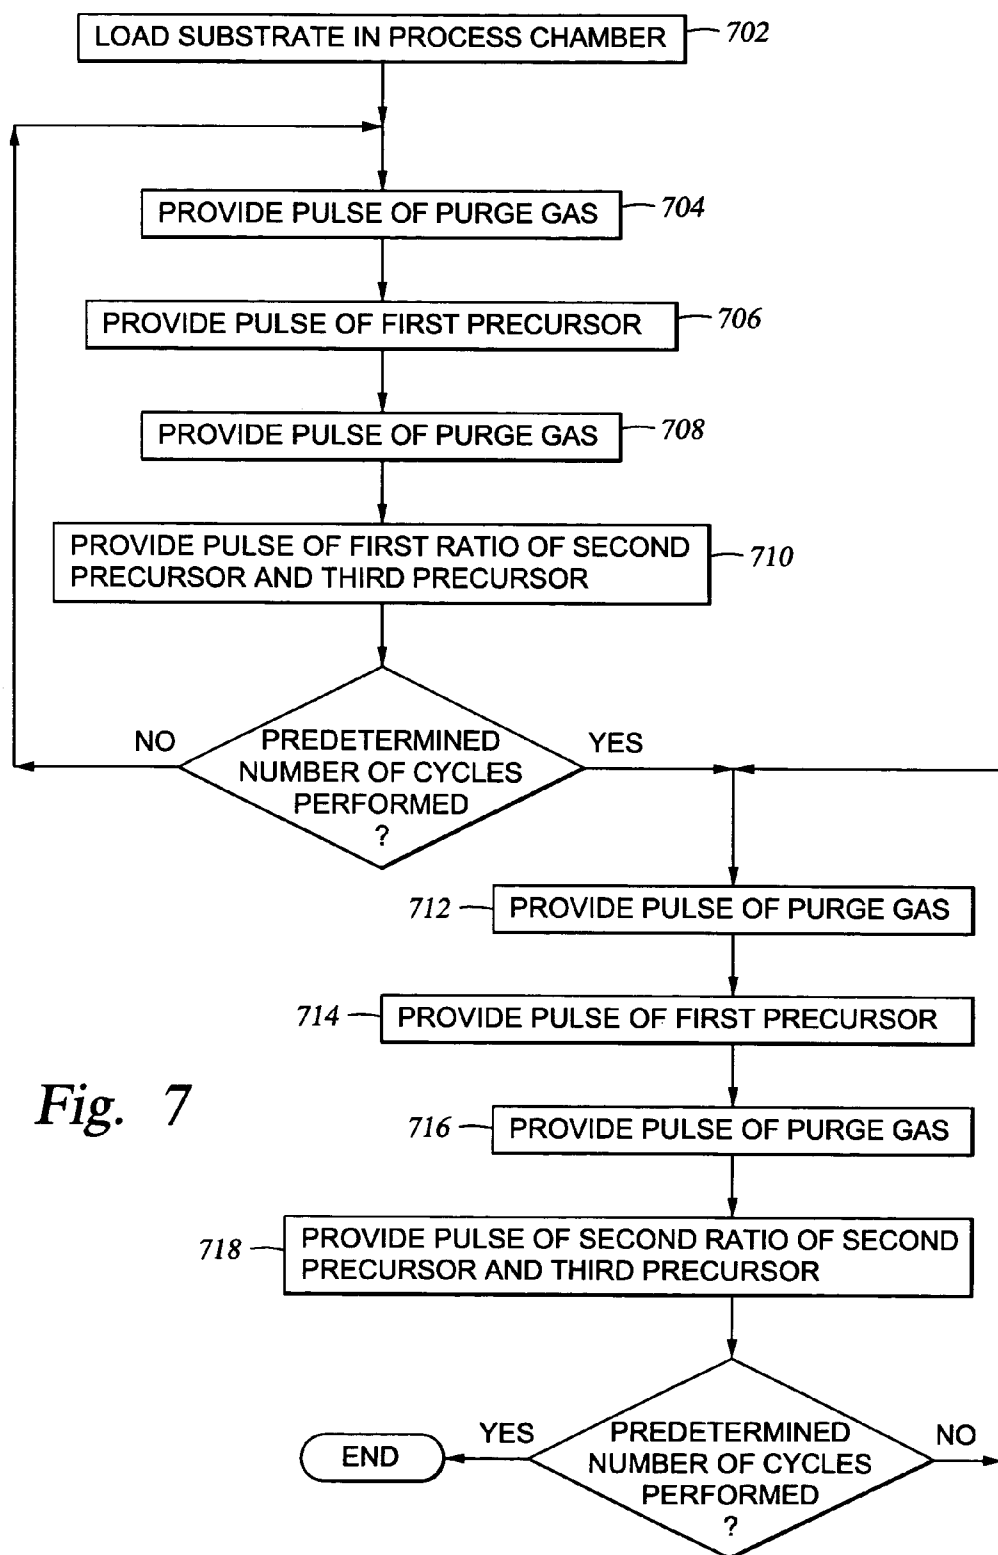 LOAD SUBSTRATE IN PROCESS CHAMBER
702
PROVIDE PULSE OF PURGE GAS
704
PROVIDE PULSE OF FIRST PRECURSOR
706
PROVIDE PULSE OF PURGE GAS
708
PROVIDE PULSE OF FIRST RATIO OF SECOND
PRECURSOR AND THIRD PRECURSOR
710
NO
PREDETERMINED
NUMBER OF CYCLES
PERFORMED
?
YES
712
PROVIDE PULSE OF PURGE GAS
714
PROVIDE PULSE OF FIRST PRECURSOR
Fig. 7
716
PROVIDE PULSE OF PURGE GAS
718
PROVIDE PULSE OF SECOND RATIO OF SECOND
PRECURSOR AND THIRD PRECURSOR
END
YES
PREDETERMINED
NUMBER OF CYCLES
PERFORMED
?
NO